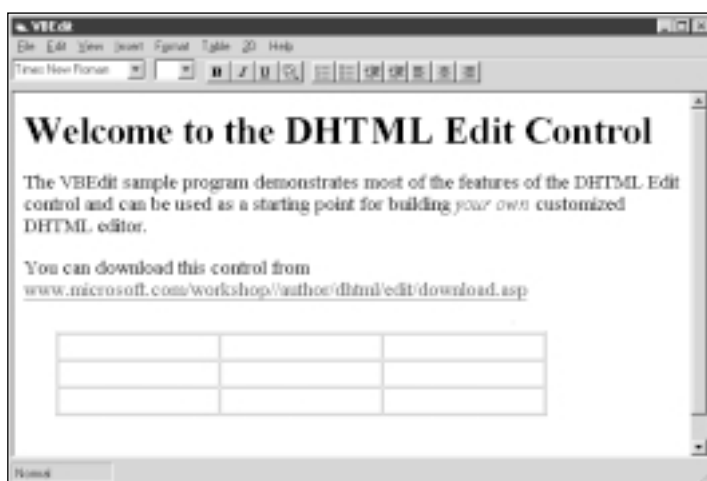 VBEdit
File Edit View Insert Format Table 2D Help
Times New Roman B I U
Welcome to the DHTML Edit Control
The VBEdit sample program demonstrates most of the features of the DHTML Edit
control and can be used as a starting point for building your own customized
DHTML editor.
You can download this control from
www.microsoft.com/workshop//author/dhtml/edit/download.asp
Normal